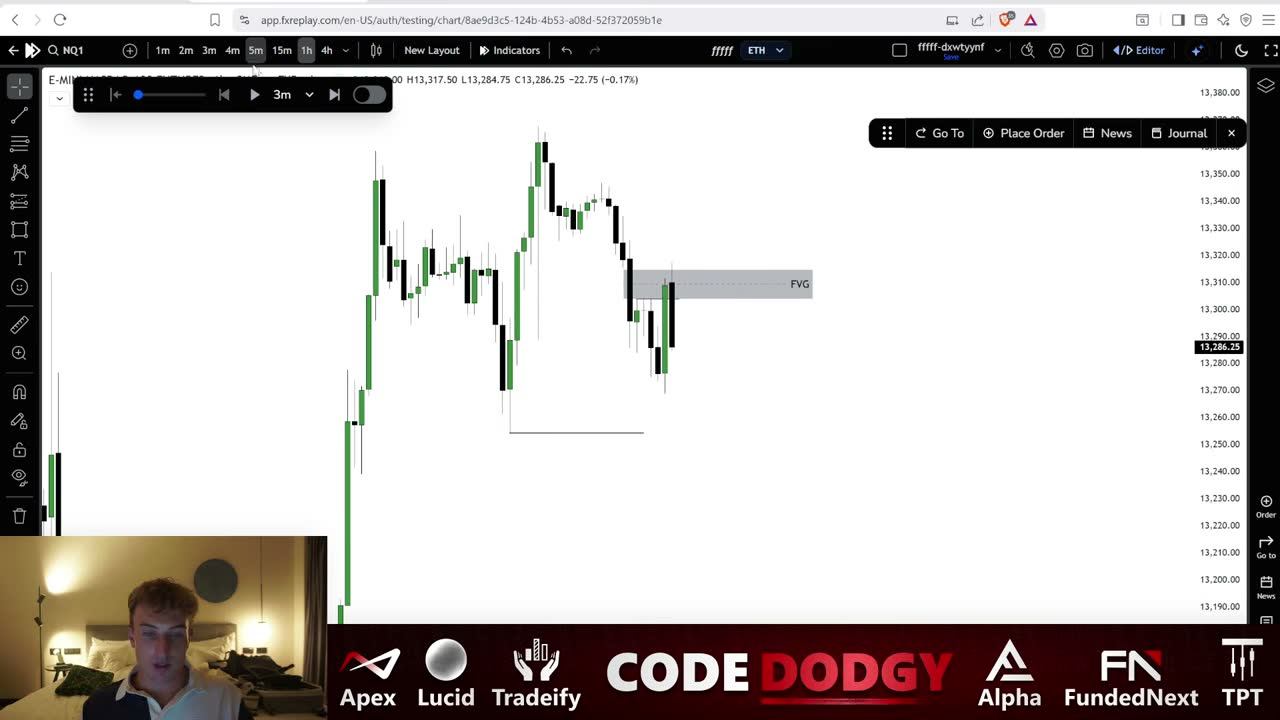 app.fxreplay.com/en-US/auth/testing/chart/8ae9d3c5-124b-4b53-a08d-52f372059b1e
NQ1 1m 2m 3m 4m 5m 15m 1h 4h New Layout Indicators fffff ETH fffff-dxwtyynf Save Editor
H13,317.50 L13,284.75 C13,286.25 −22.75 (−0.17%)
3m
Go To Place Order News Journal
13,380.00
13,350.00
13,340.00
13,330.00
13,320.00
13,310.00
13,300.00
13,290.00
13,286.25
13,280.00
13,270.00
13,260.00
13,250.00
13,240.00
13,230.00
13,220.00
13,210.00
13,200.00
13,190.00
FVG
Order
Go to
News
Apex Lucid Tradeify CODE DODGY Alpha FundedNext TPT